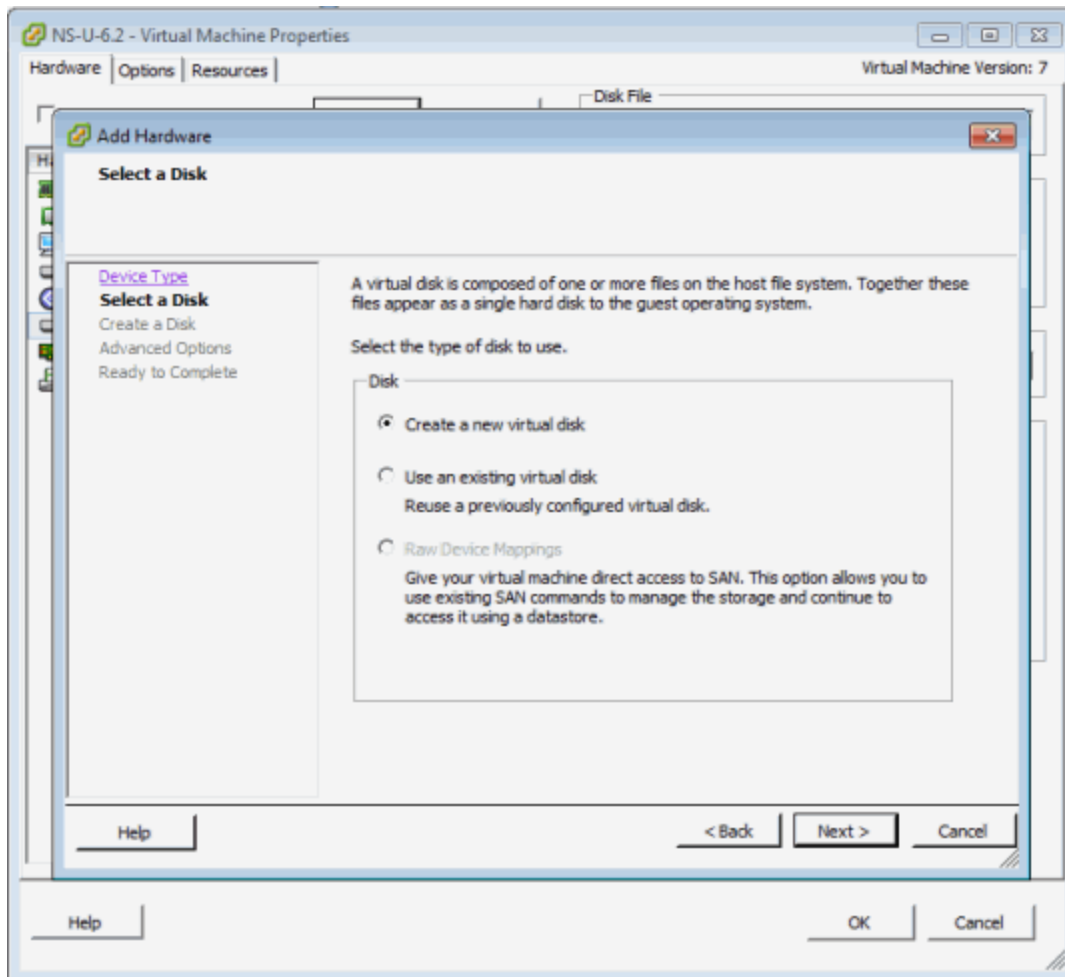 NS-U-6.2 - Virtual Machine Properties
Hardware Options Resources
Virtual Machine Version: 7
Disk File
Add Hardware
Select a Disk
Device Type
Select a Disk
Create a Disk
Advanced Options
Ready to Complete
A virtual disk is composed of one or more files on the host file system. Together these
files appear as a single hard disk to the guest operating system.
Select the type of disk to use.
Disk
Create a new virtual disk
Use an existing virtual disk
Reuse a previously configured virtual disk.
Raw Device Mappings
Give your virtual machine direct access to SAN. This option allows you to
use existing SAN commands to manage the storage and continue to
access it using a datastore.
Help
< Back
Next >
Cancel
Help
OK
Cancel